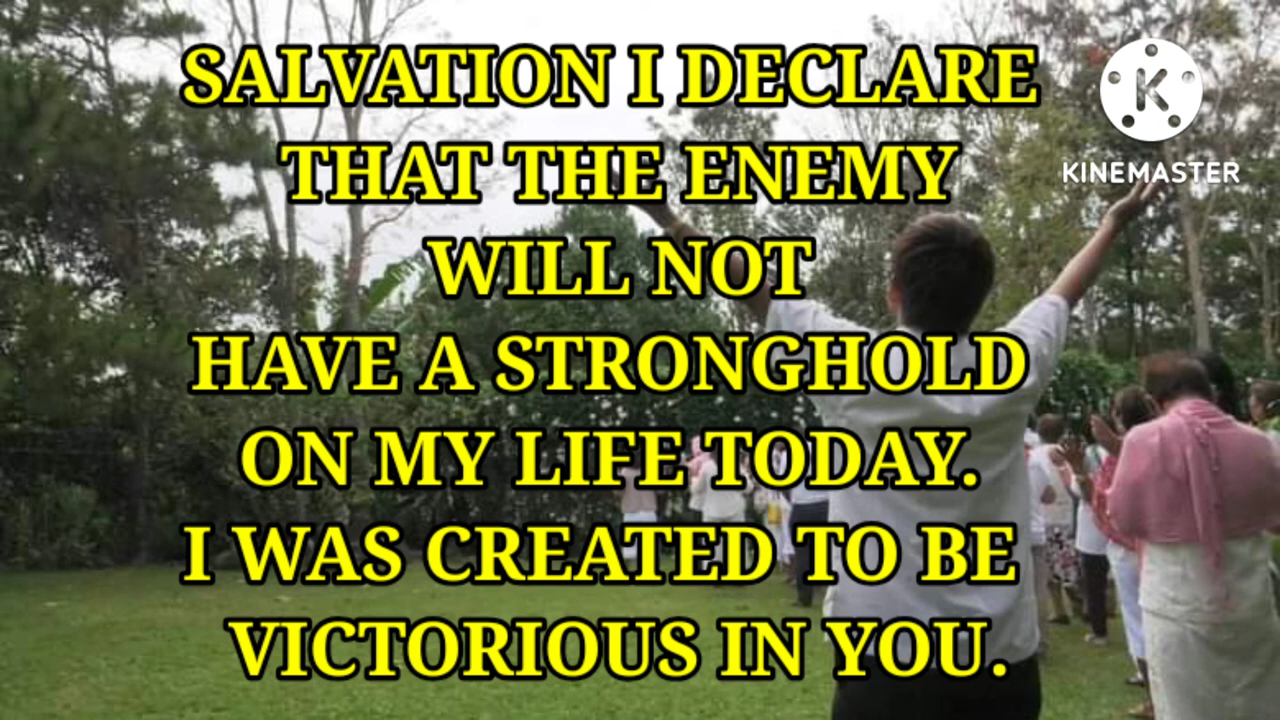 SALVATION I DECLARE
THAT THE ENEMY
WILL NOT
HAVE A STRONGHOLD
ON MY LIFE TODAY.
I WAS CREATED TO BE
VICTORIOUS IN YOU.
K
KINEMASTER